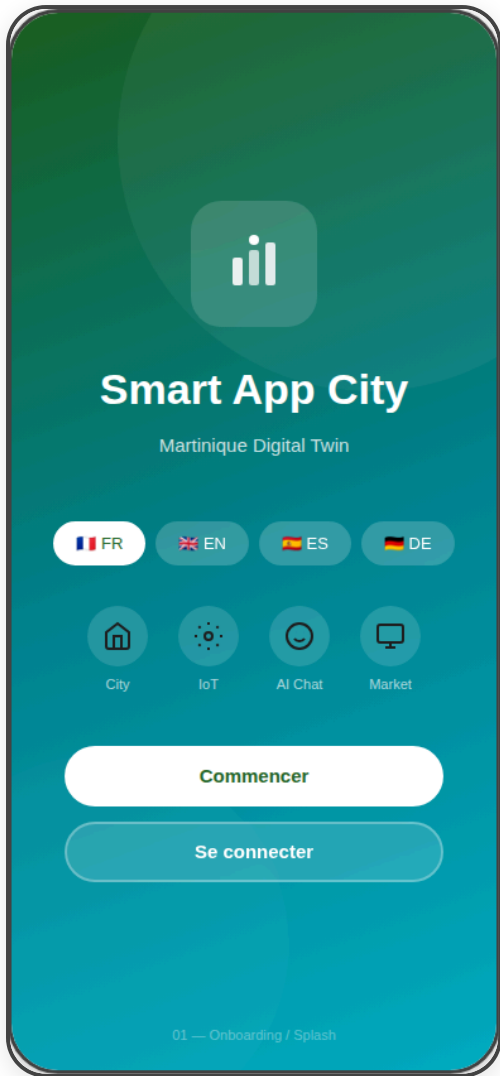 Smart App City
Martinique Digital Twin
🇫🇷 FR 🇬🇧 EN 🇪🇸 ES 🇩🇪 DE
City IoT AI Chat Market
Commencer
Se connecter
01 — Onboarding / Splash